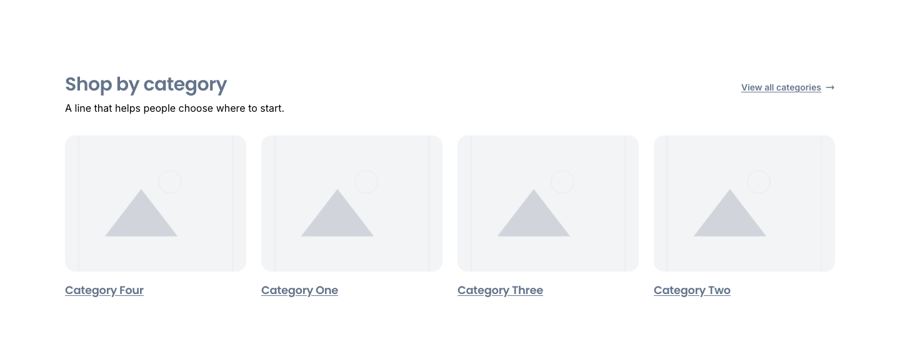 Shop by category
View all categories →
A line that helps people choose where to start.
Category Four
Category One
Category Three
Category Two